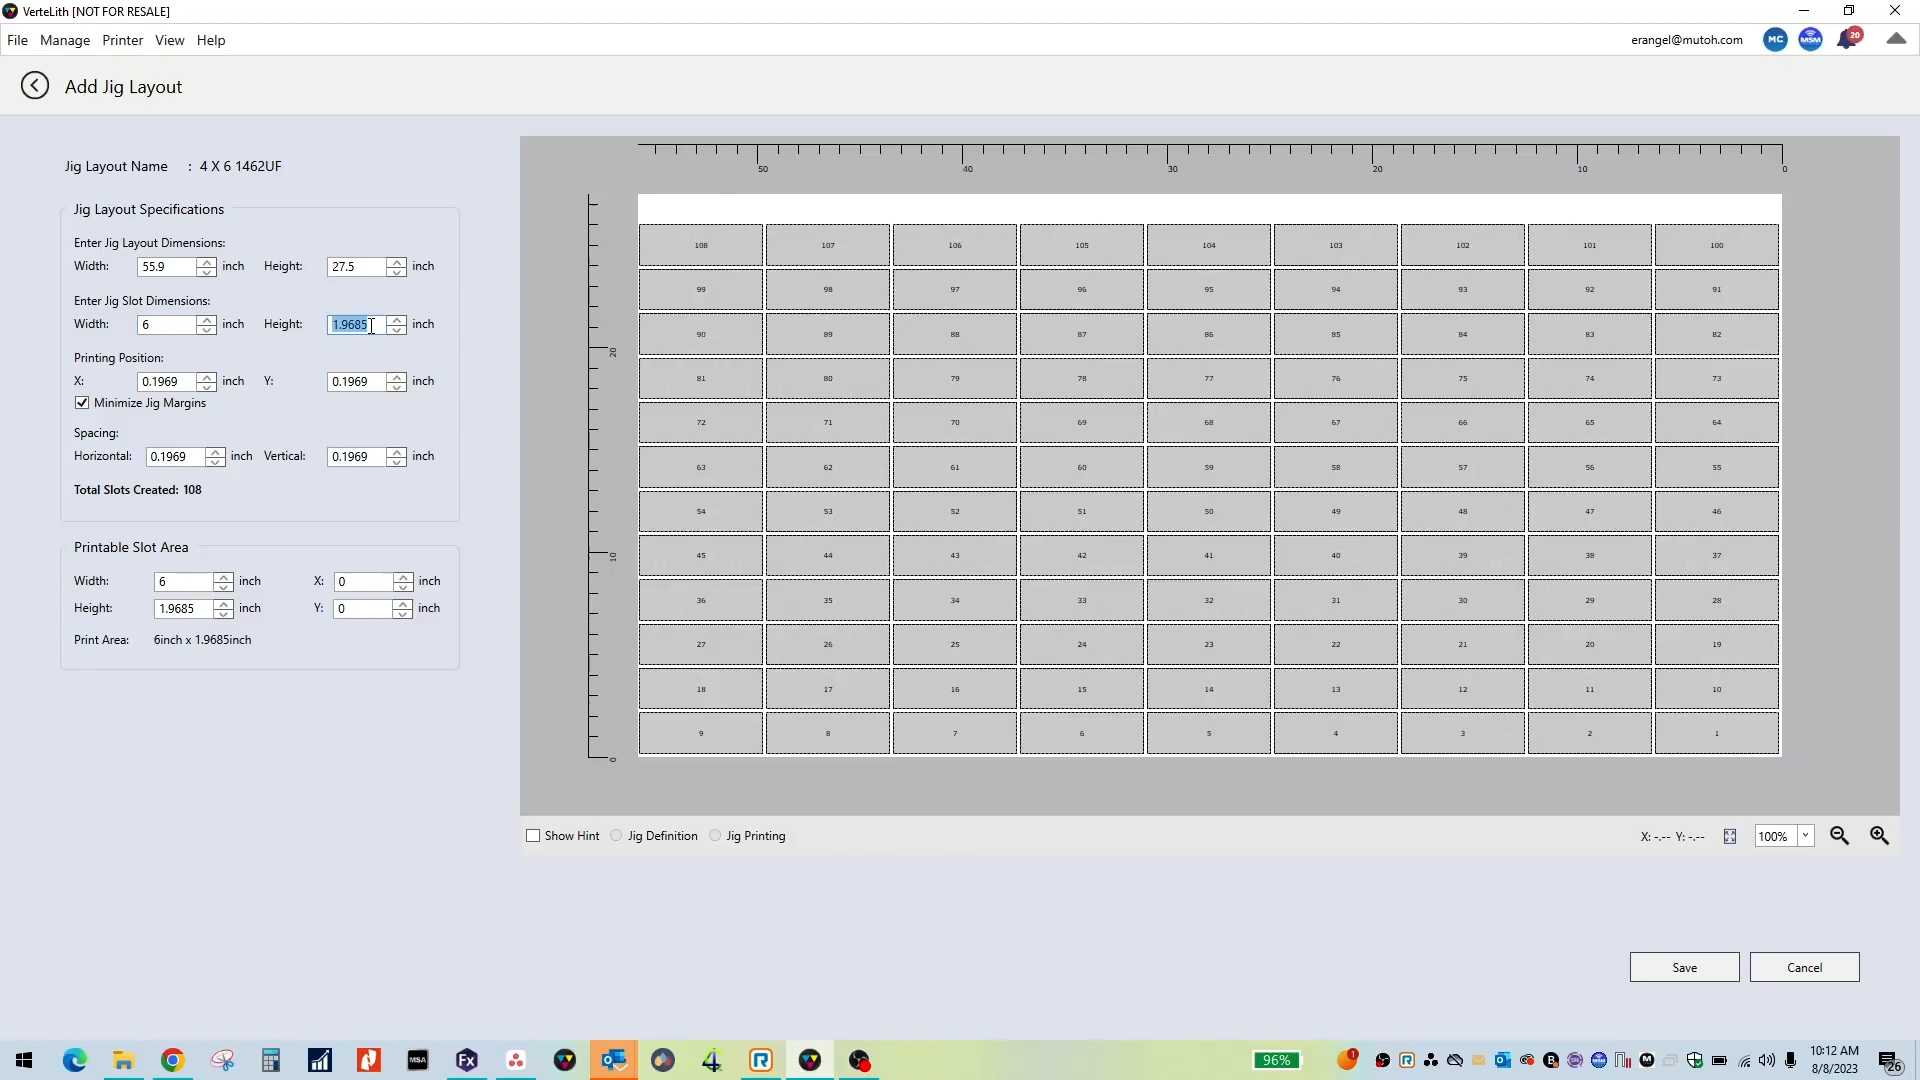 VerteLith [NOT FOR RESALE]
File Manage Printer View Help
erangel@mutoh.com MC MSM 20
Add Jig Layout
Jig Layout Name : 4 X 6 1462UF
Jig Layout Specifications
Enter Jig Layout Dimensions:
Width: 55.9 inch Height: 27.5 inch
Enter Jig Slot Dimensions:
Width: 6 inch Height: 1.9685 inch
Printing Position:
X: 0.1969 inch Y: 0.1969 inch
Minimize Jig Margins
Spacing:
Horizontal: 0.1969 inch Vertical: 0.1969 inch
Total Slots Created: 108
Printable Slot Area
Width: 6 inch X: 0 inch
Height: 1.9685 inch Y: 0 inch
Print Area: 6inch x 1.9685inch
50 40 30 20 10 0
20
10
0
108 107 106 105 104 103 102 101 100
99 98 97 96 95 94 93 92 91
90 89 88 87 86 85 84 83 82
81 80 79 78 77 76 75 74 73
72 71 70 69 68 67 66 65 64
63 62 61 60 59 58 57 56 55
54 53 52 51 50 49 48 47 46
45 44 43 42 41 40 39 38 37
36 35 34 33 32 31 30 29 28
27 26 25 24 23 22 21 20 19
18 17 16 15 14 13 12 11 10
9 8 7 6 5 4 3 2 1
Show Hint Jig Definition Jig Printing
X: -.-- Y: -.-- 100%
Save Cancel
MSA Fx 4 R
96%
1
10:12 AM
8/8/2023
26